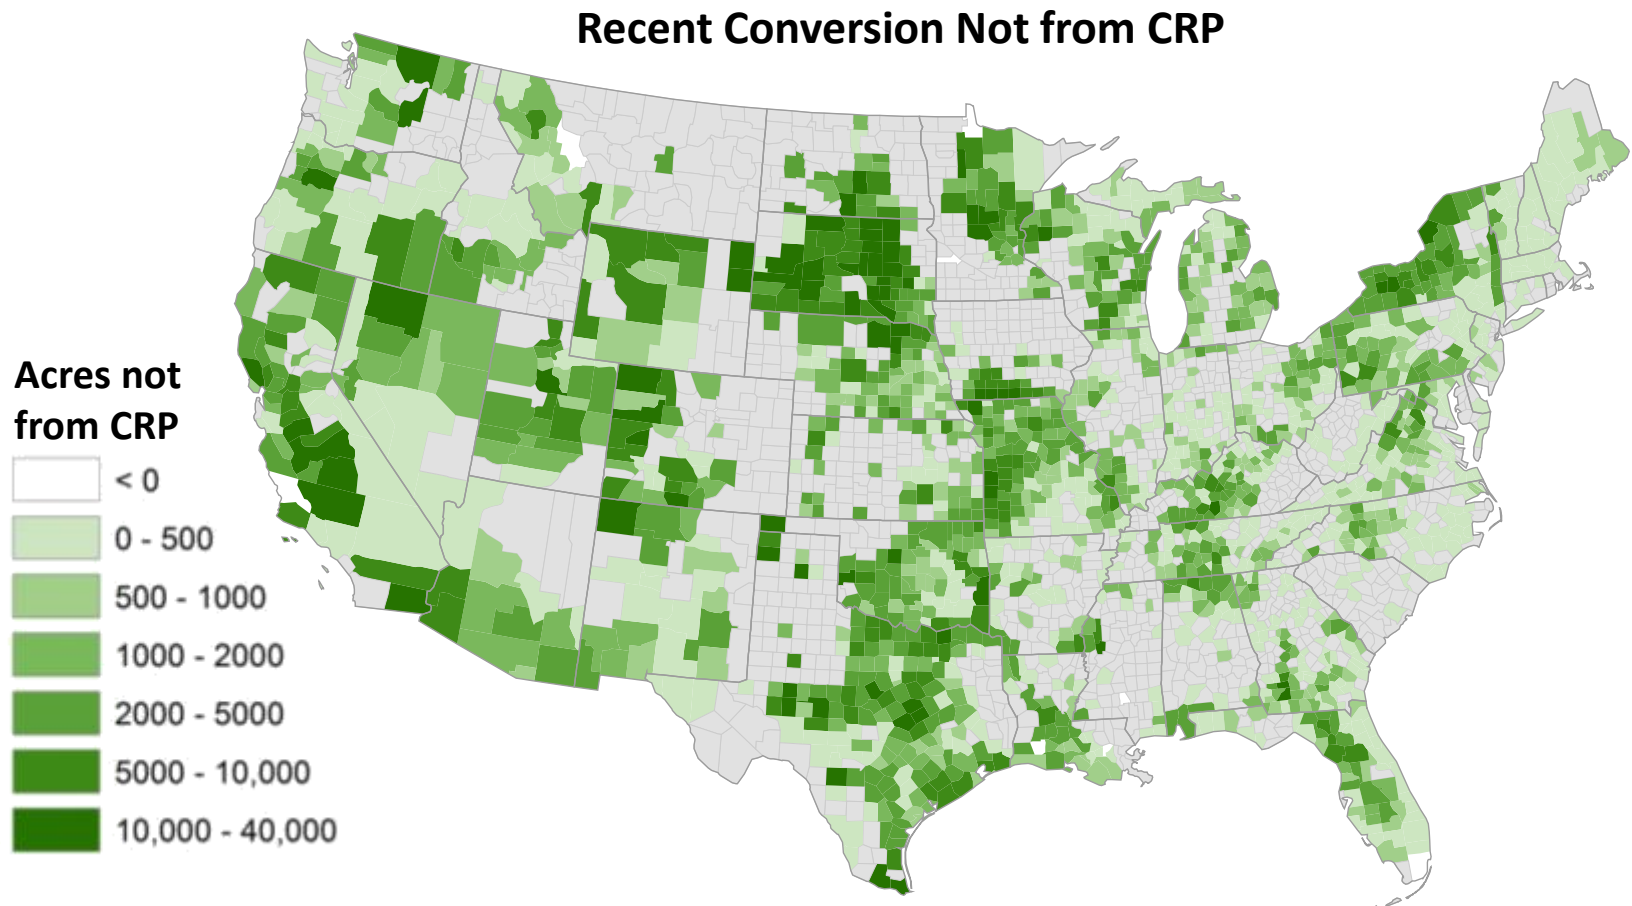 Recent Conversion Not from CRP
Acres not
from CRP
< 0
0 - 500
500 - 1000
1000 - 2000
2000 - 5000
5000 - 10,000
10,000 - 40,000